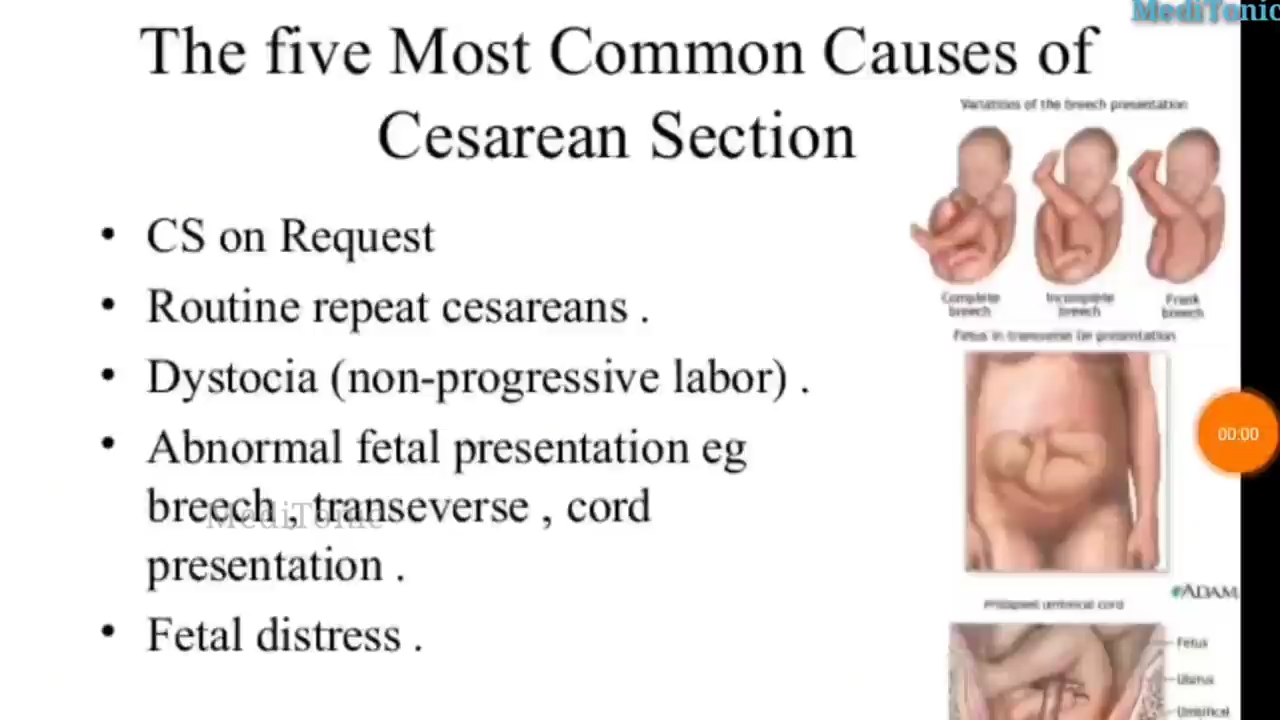 MediTonic
The five Most Common Causes of
Cesarean Section
Variations of the breech presentation
Complete breech
Incomplete breech
Frank breech
• CS on Request
• Routine repeat cesareans .
• Dystocia (non-progressive labor) .
• Abnormal fetal presentation eg
breech , transeverse , cord
presentation .
• Fetal distress .
MediTonic
Fetus in transverse lie presentation
00:00
ADAM
Prolapsed umbilical cord
Fetus
Uterus
Umbilical